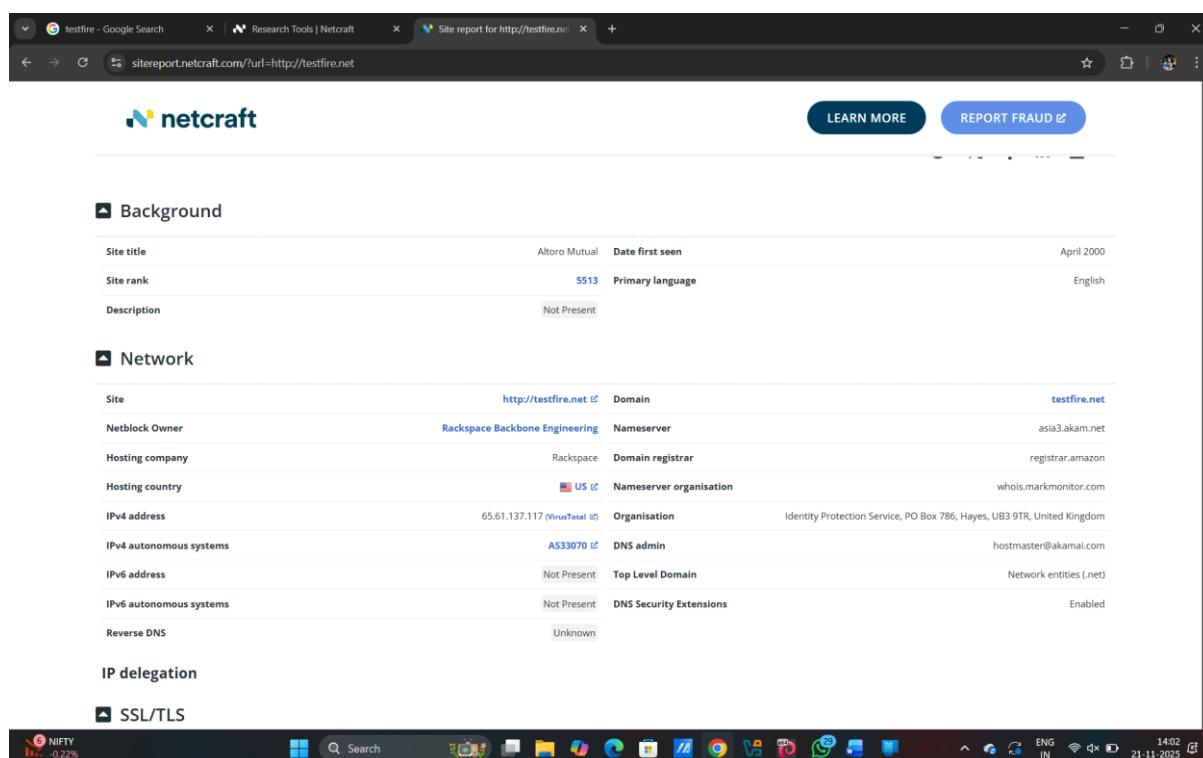 testfire - Google Search
Research Tools | Netcraft
Site report for http://testfire.ne
sitereport.netcraft.com/?url=http://testfire.net
netcraft
LEARN MORE
REPORT FRAUD
Background
Site title Altoro Mutual Date first seen April 2000
Site rank 5513 Primary language English
Description Not Present
Network
Site http://testfire.net Domain testfire.net
Netblock Owner Rackspace Backbone Engineering Nameserver asia3.akam.net
Hosting company Rackspace Domain registrar registrar.amazon
Hosting country US Nameserver organisation whois.markmonitor.com
IPv4 address 65.61.137.117 (VirusTotal) Organisation Identity Protection Service, PO Box 786, Hayes, UB3 9TR, United Kingdom
IPv4 autonomous systems AS33070 DNS admin hostmaster@akamai.com
IPv6 address Not Present Top Level Domain Network entities (.net)
IPv6 autonomous systems Not Present DNS Security Extensions Enabled
Reverse DNS Unknown
IP delegation
SSL/TLS
6 NIFTY
-0.22%
Search
29
ENG
IN
14:02
21-11-2025